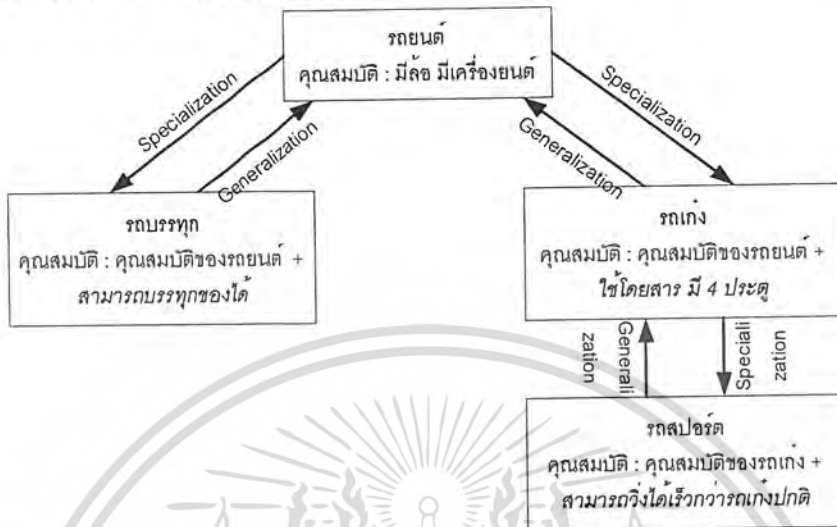 รถยนต์
คุณสมบัติ : มีล้อ มีเครื่องยนต์
Specialization
Generalization
Specialization
Generalization
รถบรรทุก
คุณสมบัติ : คุณสมบัติของรถยนต์ +
สามารถบรรทุกของได้
รถเก๋ง
คุณสมบัติ : คุณสมบัติของรถยนต์ +
ใช้โดยสาร มี 4 ประตู
Generali
zation
Speciali
zation
รถสปอร์ต
คุณสมบัติ : คุณสมบัติของรถเก๋ง +
สามารถวิ่งได้เร็วกว่ารถเก๋งปกติ